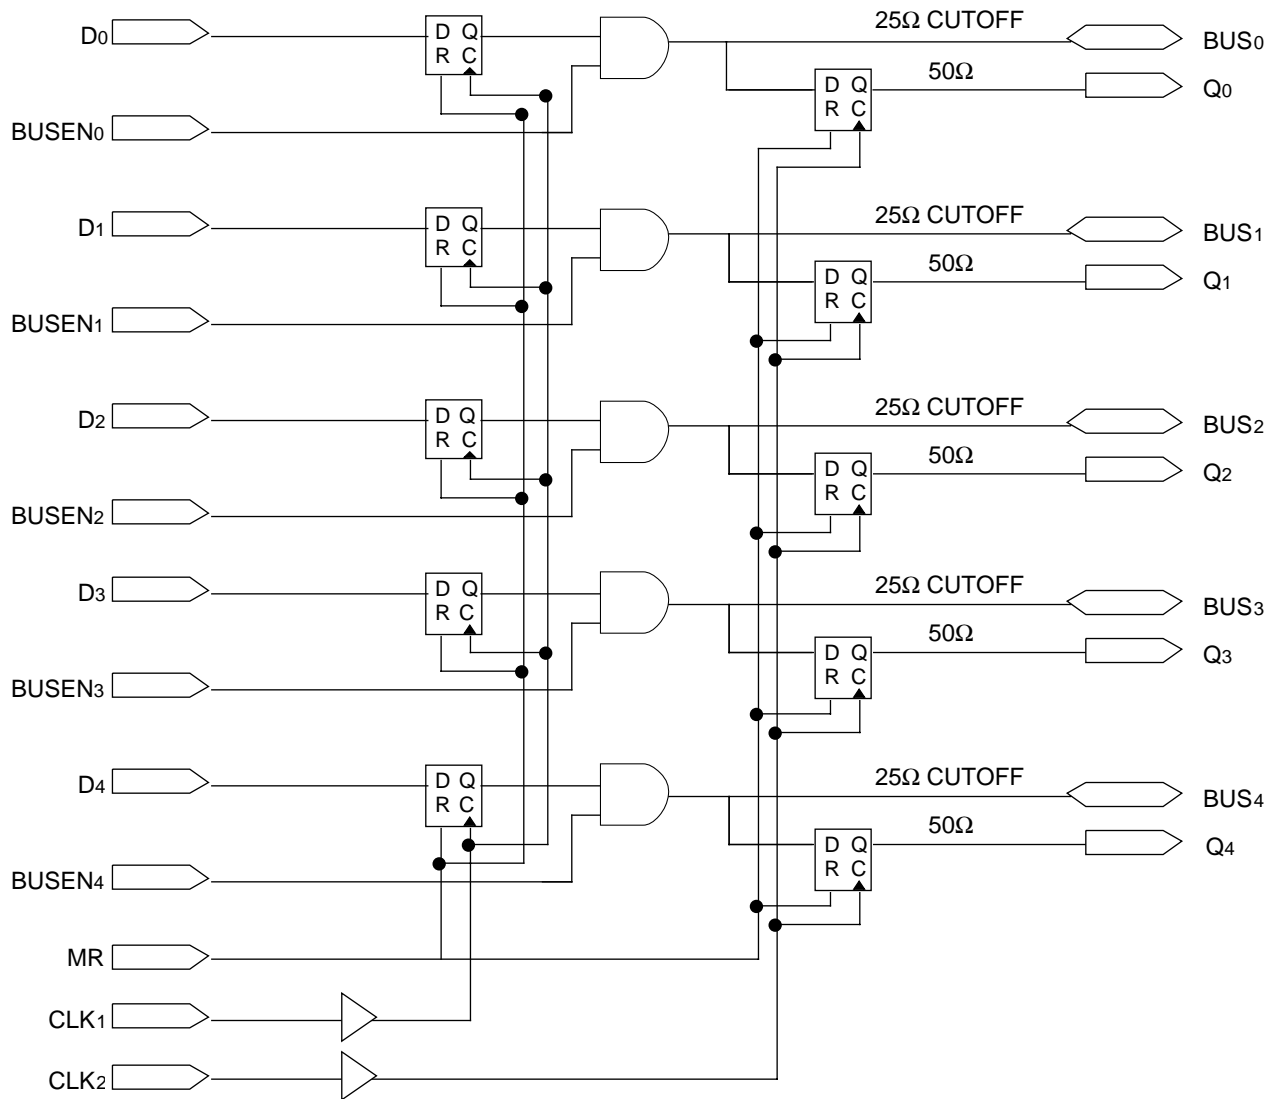 D0 D Q 25Ω CUTOFF BUS0
R C
D Q 50Ω Q0
R C
BUSEN0
D1 D Q 25Ω CUTOFF BUS1
R C
D Q 50Ω Q1
R C
BUSEN1
D2 D Q 25Ω CUTOFF BUS2
R C
D Q 50Ω Q2
R C
BUSEN2
D3 D Q 25Ω CUTOFF BUS3
R C
D Q 50Ω Q3
R C
BUSEN3
D4 D Q 25Ω CUTOFF BUS4
R C
D Q 50Ω Q4
R C
BUSEN4
MR
CLK1
CLK2